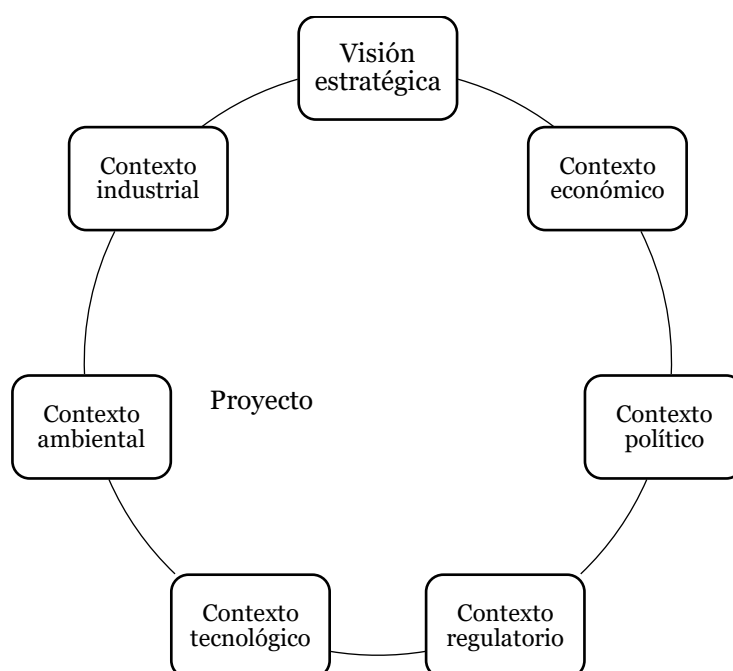 Visión
estratégica
Contexto
industrial
Contexto
económico
Proyecto
Contexto
ambiental
Contexto
político
Contexto
tecnológico
Contexto
regulatorio